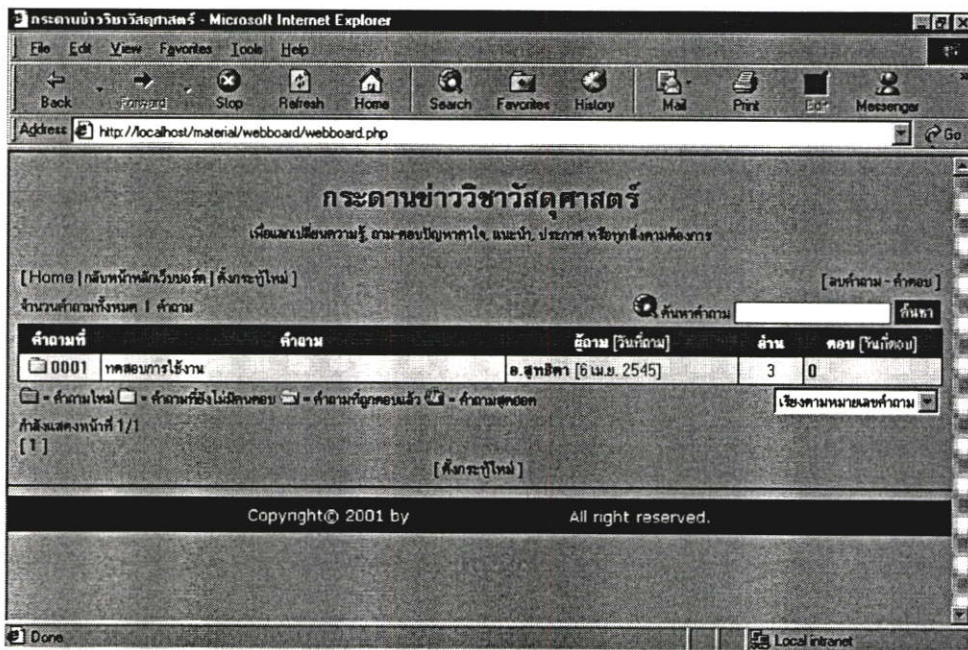 กระดานข่าววิชาวัสดุศาสตร์ - Microsoft Internet Explorer
File Edit View Favorites Tools Help
Back Forward Stop Refresh Home Search Favorites History Mail Print Edit Messenger
Address http://localhost/material/webboard/webboard.php Go
กระดานข่าววิชาวัสดุศาสตร์
เพื่อแลกเปลี่ยนความรู้, ถาม-ตอบปัญหาคาใจ, แนะนำ, ประกาศ หรือทุกสิ่งตามต้องการ
[ Home | กลับหน้าหลักเว็บบอร์ด | ตั้งกระทู้ใหม่ ] [ ลบคำถาม - คำตอบ ]
จำนวนคำถามทั้งหมด 1 คำถาม ค้นหาคำถาม ค้นหา
คำถามที่ คำถาม ผู้ถาม [วันที่ถาม] อ่าน ตอบ [วันที่ตอบ]
0001 ทดสอบการใช้งาน อ.สุทธิดา [6 เม.ย. 2545] 3 0
= คำถามใหม่ = คำถามที่ยังไม่มีคนตอบ = คำถามที่ถูกตอบแล้ว = คำถามสุดฮอต เรียงตามหมายเลขคำถาม
กำลังแสดงหน้าที่ 1/1
[ 1 ]
[ ตั้งกระทู้ใหม่ ]
Copyright© 2001 by All right reserved.
Done Local intranet